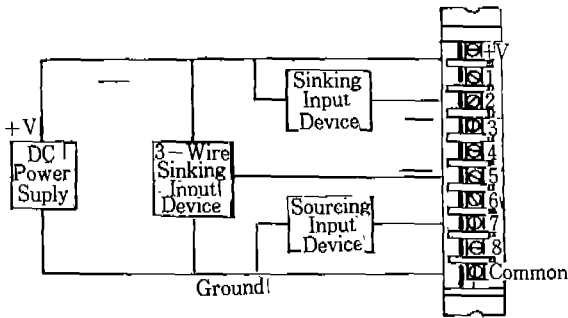 +V
1
Sinking
Input
Device
2
+V
3
DC
Power
Suply
3-Wire
Sinking
Input
Device
4
5
Sourcing
Input
Device
6
7
8
Common
Ground